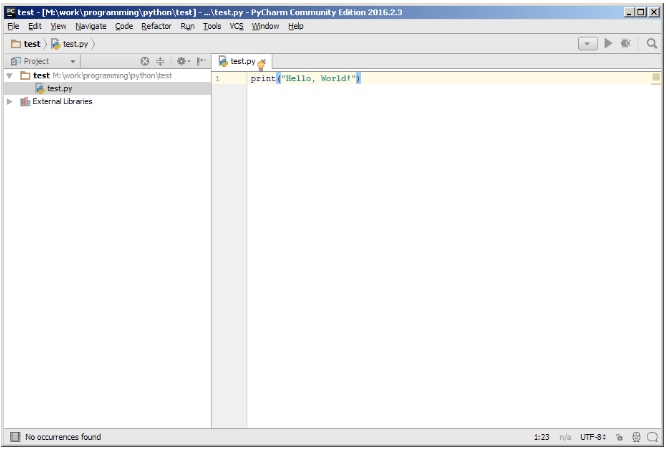 PC test - [M:\work\programming\python\test] - ...\test.py - PyCharm Community Edition 2016.2.3
File Edit View Navigate Code Refactor Run Tools VCS Window Help
test test.py
Project
test.py
test M:\work\programming\python\test
1 print("Hello, World!")
test.py
External Libraries
No occurrences found 1:23 n/a UTF-8